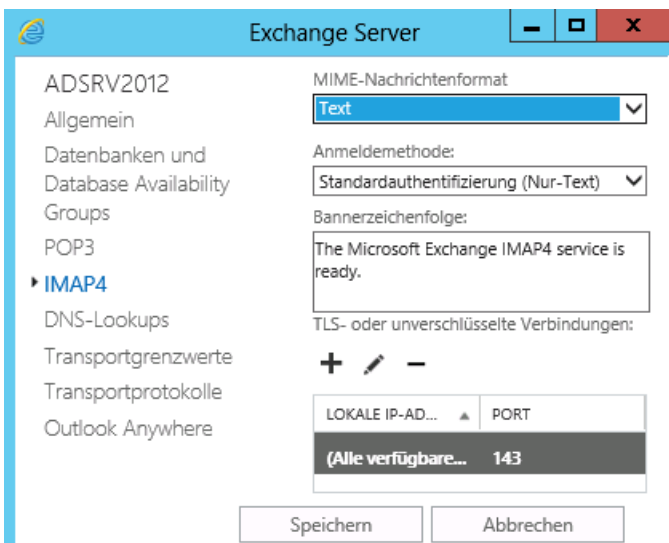 Exchange Server
ADSRV2012
Allgemein
Datenbanken und
Database Availability
Groups
POP3
IMAP4
DNS-Lookups
Transportgrenzwerte
Transportprotokolle
Outlook Anywhere
MIME-Nachrichtenformat
Text
Anmeldemethode:
Standardauthentifizierung (Nur-Text)
Bannerzeichenfolge:
The Microsoft Exchange IMAP4 service is
ready.
TLS- oder unverschlüsselte Verbindungen:
LOKALE IP-AD... PORT
(Alle verfügbare... 143
Speichern Abbrechen